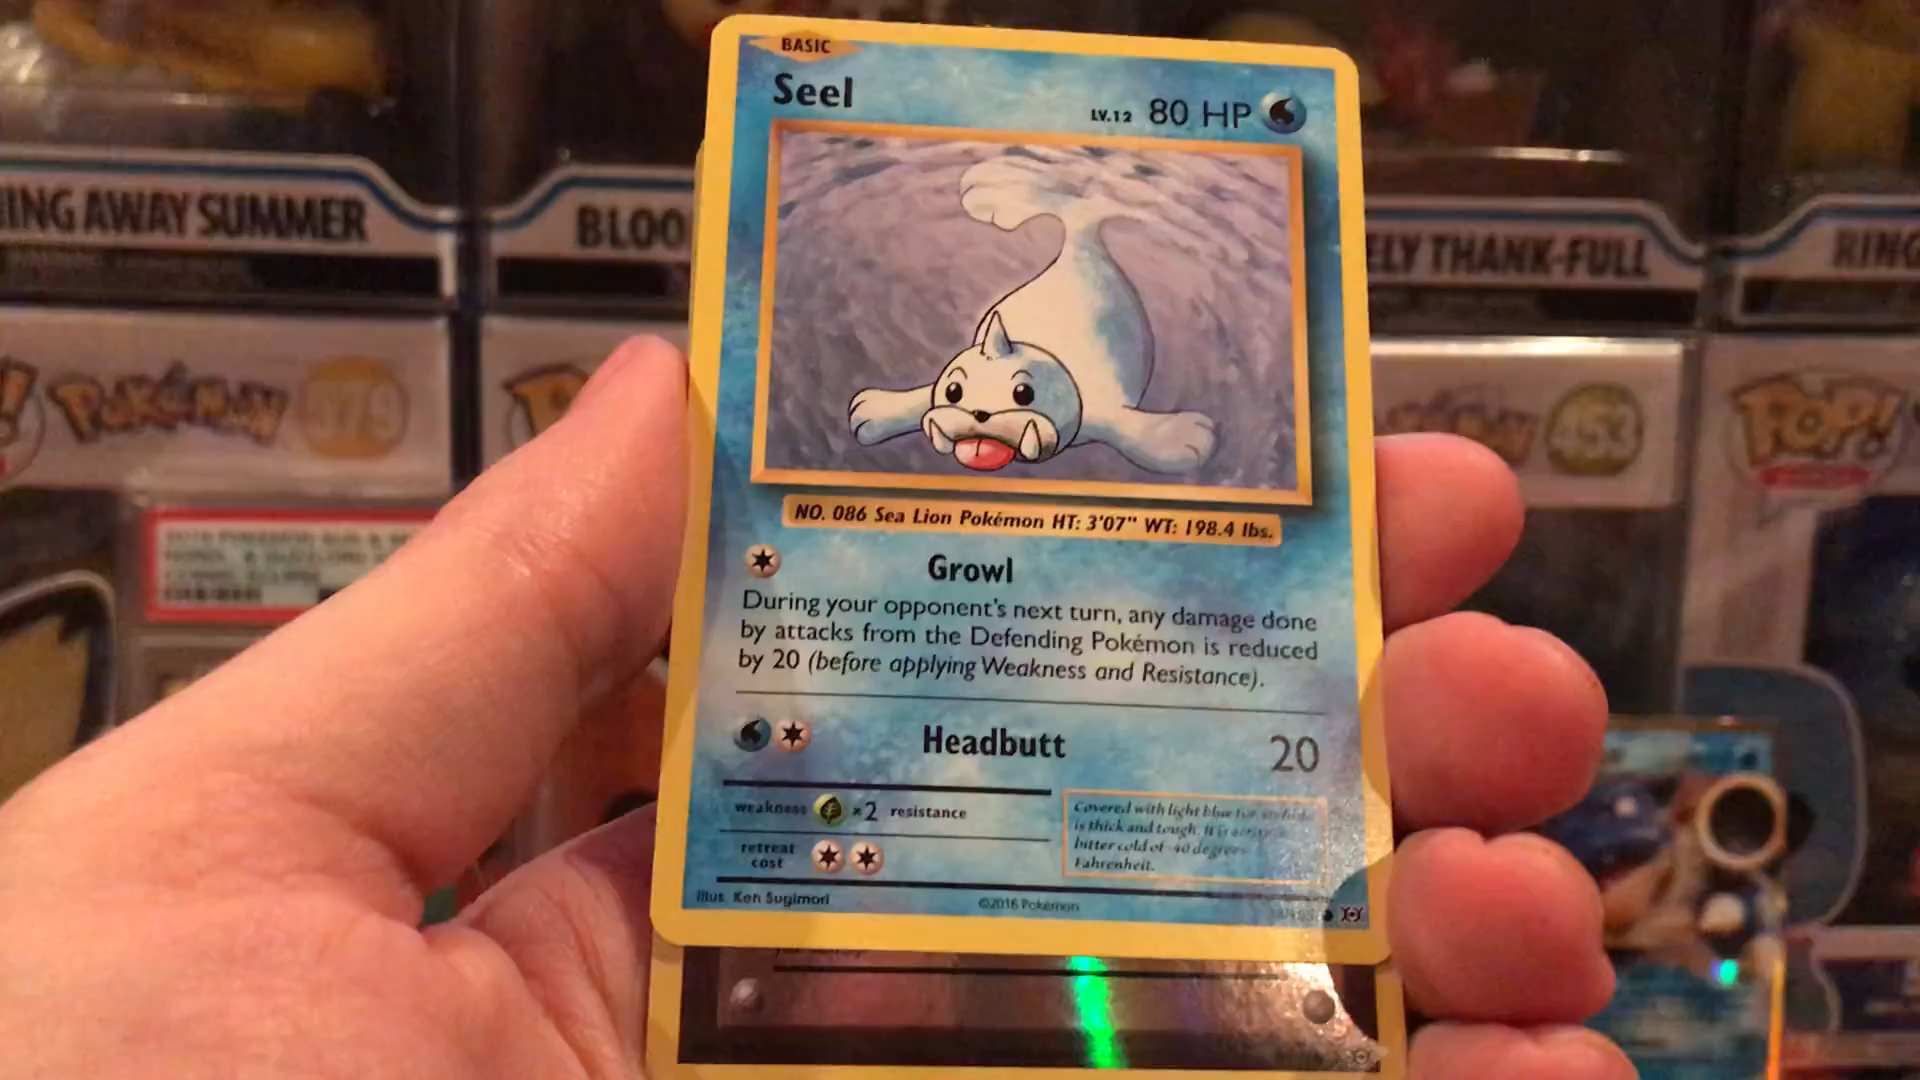 BASIC
Seel
LV.12 80 HP
ING AWAY SUMMER
BLOO
ELY THANK-FULL
RING
Pokémon
POP!
453
NO. 086 Sea Lion Pokémon HT: 3'07" WT: 198.4 lbs.
Growl
During your opponent's next turn, any damage done
by attacks from the Defending Pokémon is reduced
by 20 (before applying Weakness and Resistance).
Headbutt 20
weakness ×2 resistance
retreat
cost
Covered with light blue fur
is thick and tough. It is
bitter cold of -40 degrees
Fahrenheit.
Illus. Ken Sugimori
©2016 Pokémon